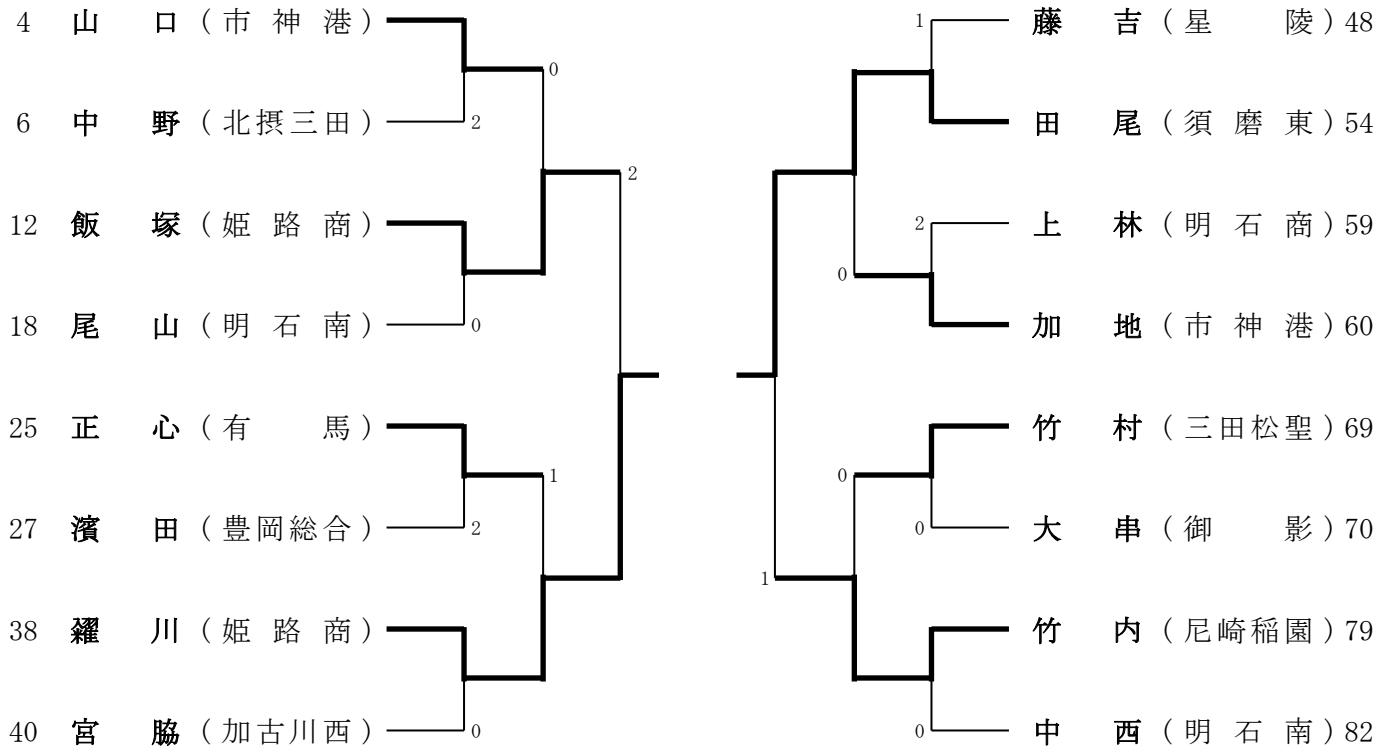 4 山口（市神港） 1 藤吉（星陵）48
0
6 中野（北摂三田） 2 田尾（須磨東）54
2
12 飯塚（姫路商） 2 上林（明石商）59
0
18 尾山（明石南） 0 加地（市神港）60
25 正心（有馬） 竹村（三田松聖）69
1 0
27 濱田（豊岡総合） 2 0 大串（御影）70
1
38 糶川（姫路商） 竹内（尼崎稲園）79
40 宮脇（加古川西） 0 0 中西（明石南）82